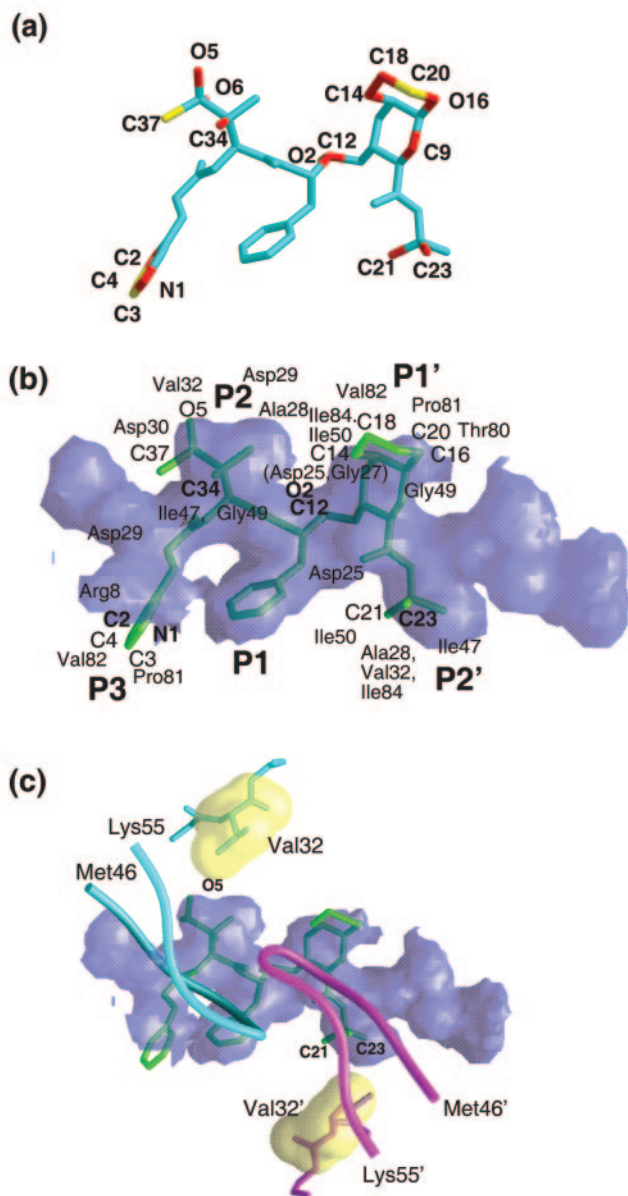 (a)
O5
O6
C37
C34
C18
C20
C14
O16
C12
O2
C9
C2
C4
N1
C3
C21
C23
(b)
Val32
P2
Asp29
O5
Ala28
Asp30
C37
Val82
P1'
Ile84
C18
Pro81
Ile50
C20
Thr80
C14
C16
(Asp25,Gly27)
C34
O2
C12
Gly49
Ile47,
Gly49
Asp29
Asp25
Arg8
C2
N1
C4
C3
Val82
Pro81
P3
P1
C21
C23
Ile50
Ile47
Ala28,
Val32,
Ile84
P2'
(c)
Lys55
Val32
Met46
O5
C21
C23
Val32'
Met46'
Lys55'